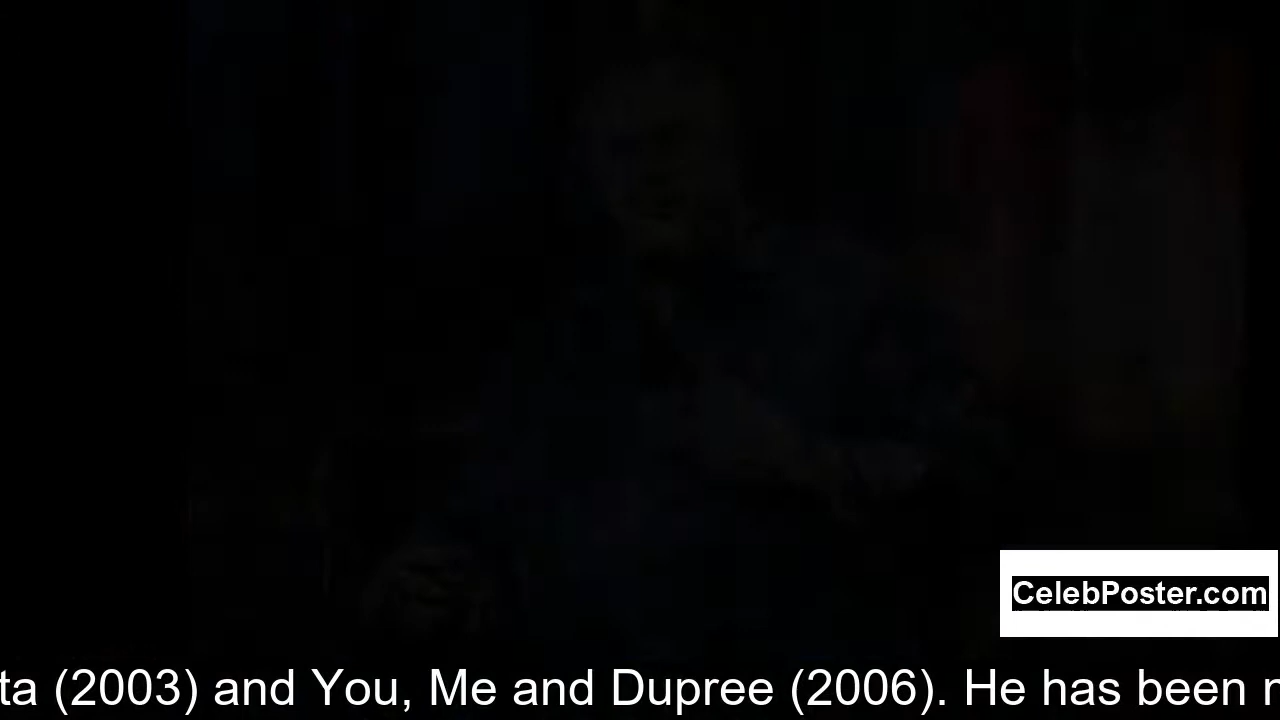 CelebPoster.com
ta (2003) and You, Me and Dupree (2006). He has been